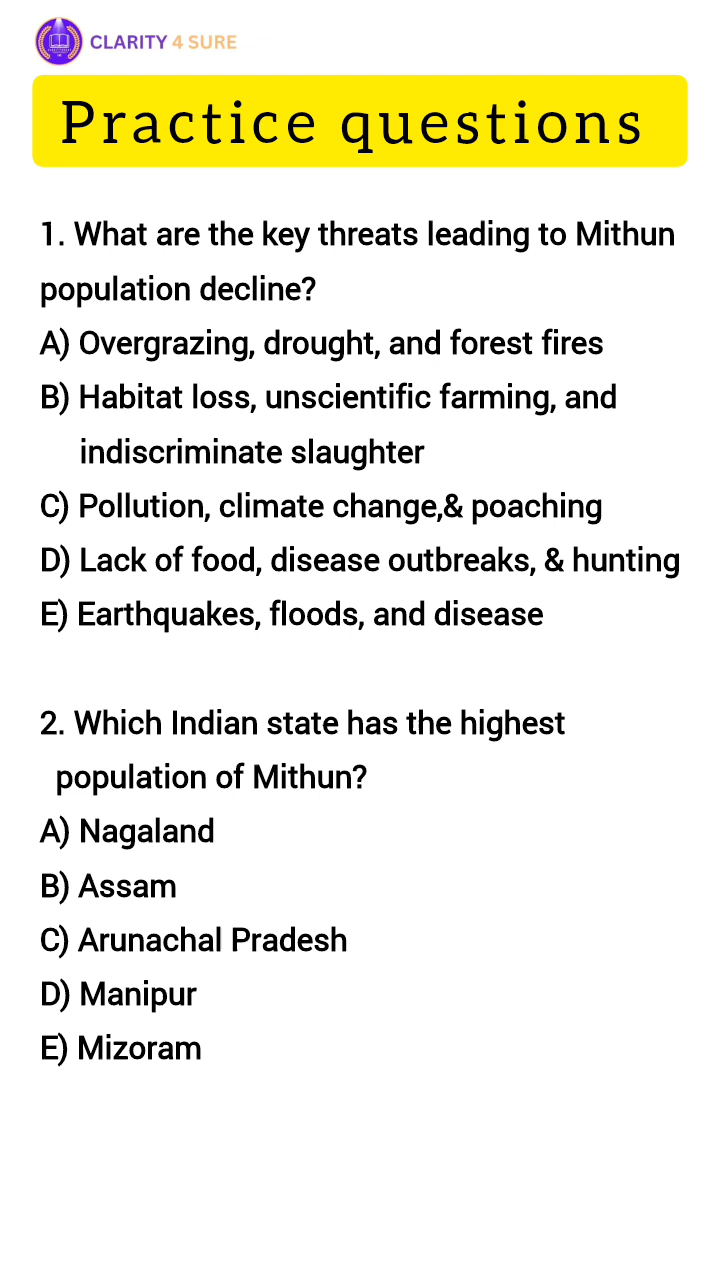 CLARITY 4 SURE
Practice questions
1. What are the key threats leading to Mithun
population decline?
A) Overgrazing, drought, and forest fires
B) Habitat loss, unscientific farming, and
indiscriminate slaughter
C) Pollution, climate change,& poaching
D) Lack of food, disease outbreaks, & hunting
E) Earthquakes, floods, and disease
2. Which Indian state has the highest
population of Mithun?
A) Nagaland
B) Assam
C) Arunachal Pradesh
D) Manipur
E) Mizoram